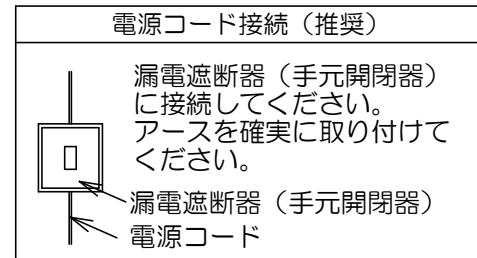 電源コード接続（推奨）
漏電遮断器（手元開閉器）
に接続してください。
アースを確実に取り付けて
ください。
漏電遮断器（手元開閉器）
電源コード